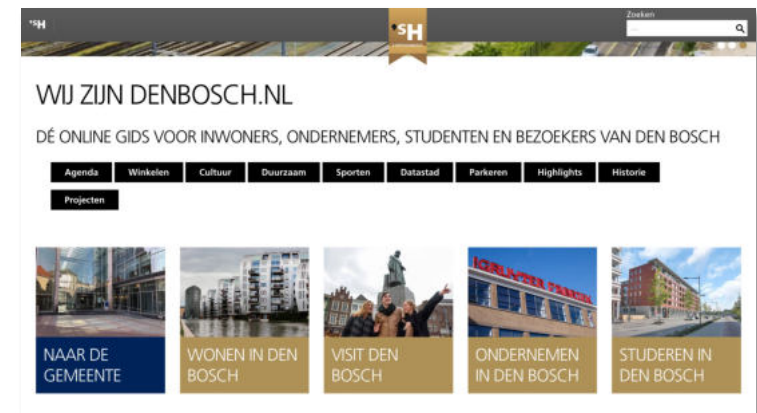 'SH
'SH
Zoeken
WIJ ZIJN DENBOSCH.NL
DÉ ONLINE GIDS VOOR INWONERS, ONDERNEMERS, STUDENTEN EN BEZOEKERS VAN DEN BOSCH
Agenda Winkelen Cultuur Duurzaam Sporten Datastad Parkeren Highlights Historie
Projecten
NAAR DE
GEMEENTE
WONEN IN DEN
BOSCH
VISIT DEN
BOSCH
ONDERNEMEN
IN DEN BOSCH
STUDEREN IN
DEN BOSCH